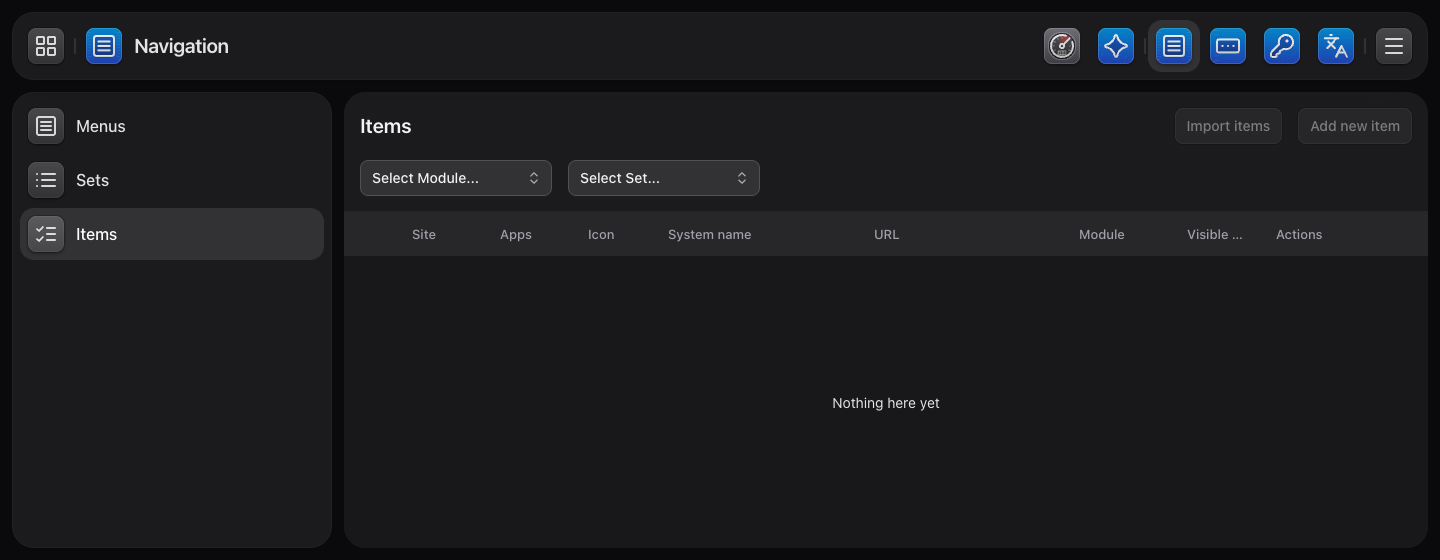 Navigation
Menus
Sets
Items
Items
Import items
Add new item
Select Module...
Select Set...
Site Apps Icon System name URL Module Visible ... Actions
Nothing here yet